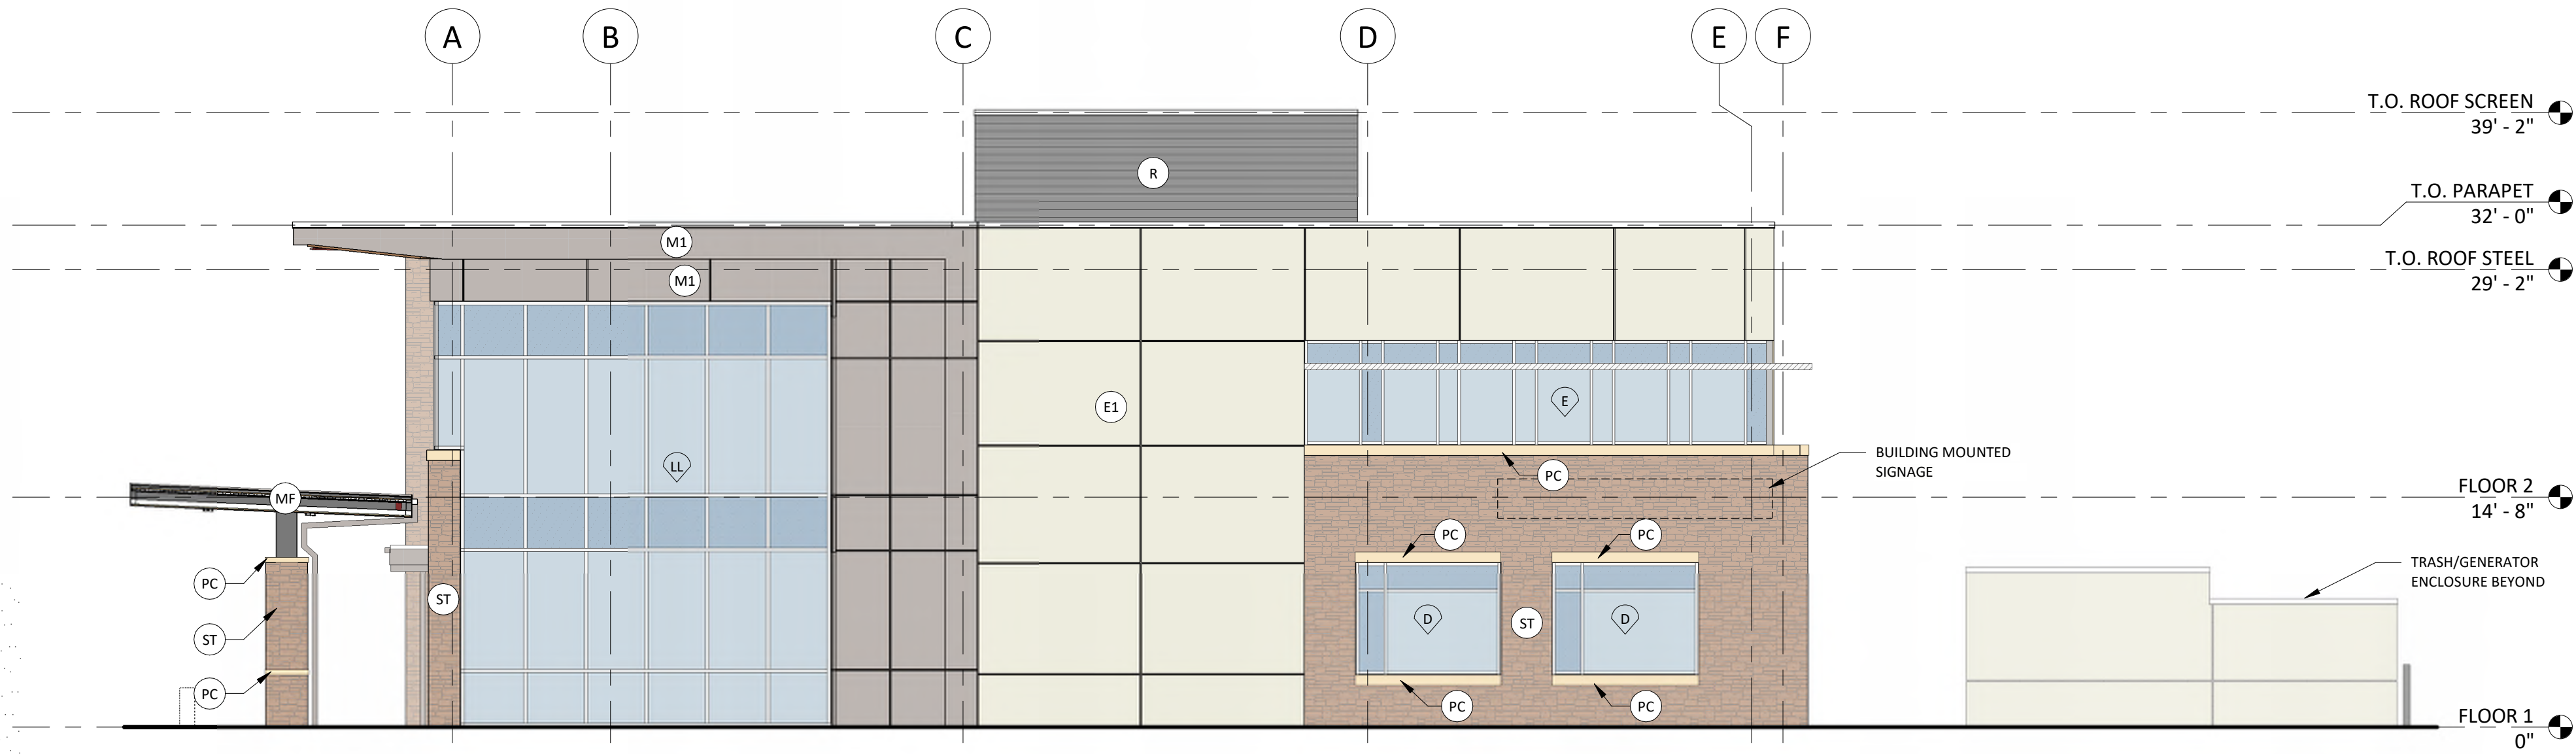 A B C D E F
T.O. ROOF SCREEN
39' - 2"
R
T.O. PARAPET
32' - 0"
M1
T.O. ROOF STEEL
29' - 2"
M1
E1
E
BUILDING MOUNTED
SIGNAGE
LL
PC
FLOOR 2
14' - 8"
MF
PC
PC
TRASH/GENERATOR
ENCLOSURE BEYOND
PC
ST
D
ST
D
ST
PC
PC
PC
FLOOR 1
0"